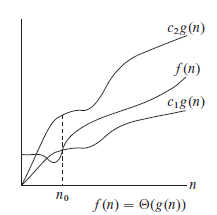 c₂g(n)
f(n)
c₁g(n)
n
n₀
f(n) = Θ(g(n))